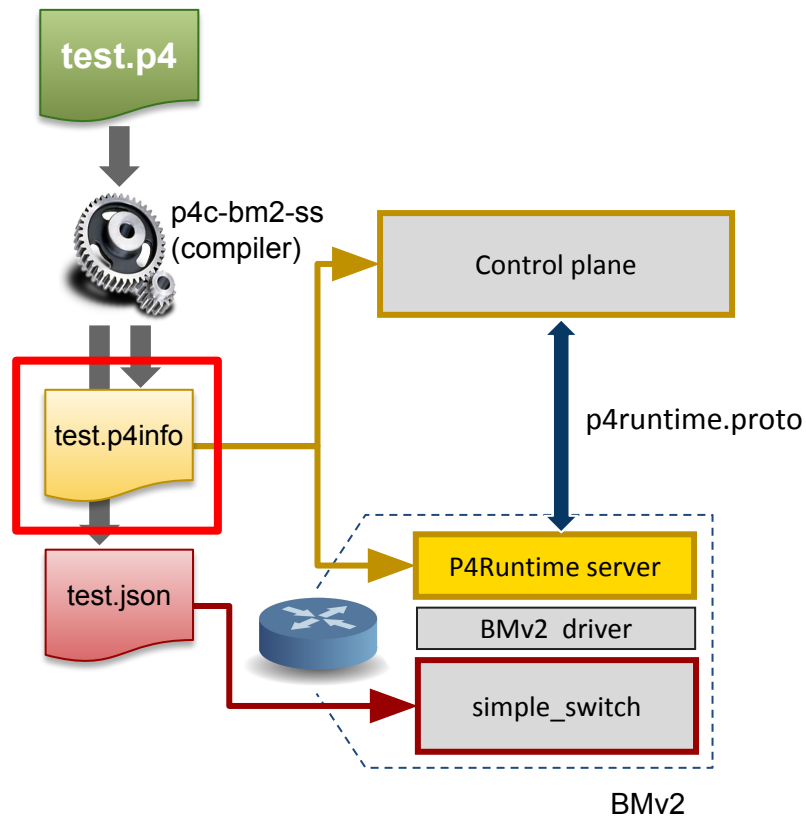 test.p4
p4c-bm2-ss
(compiler)
Control plane
test.p4info
p4runtime.proto
P4Runtime server
test.json
BMv2 driver
simple_switch
BMv2